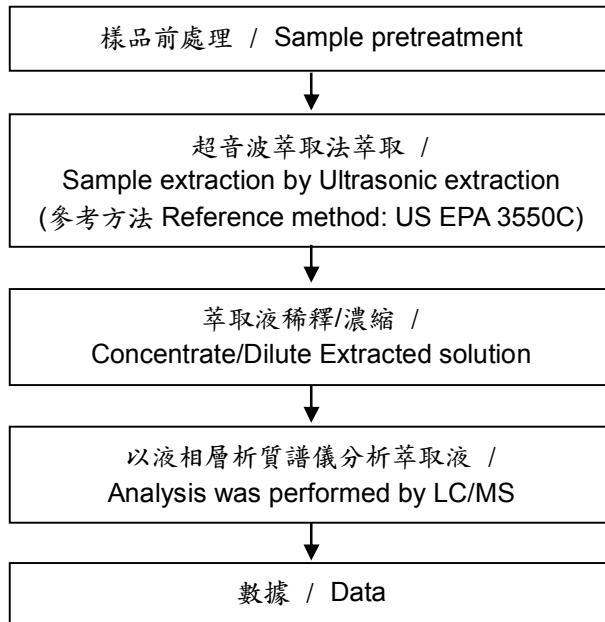 樣品前處理 / Sample pretreatment
超音波萃取法萃取 /
Sample extraction by Ultrasonic extraction
(參考方法 Reference method: US EPA 3550C)
萃取液稀釋/濃縮 /
Concentrate/Dilute Extracted solution
以液相層析質譜儀分析萃取液 /
Analysis was performed by LC/MS
數據 / Data